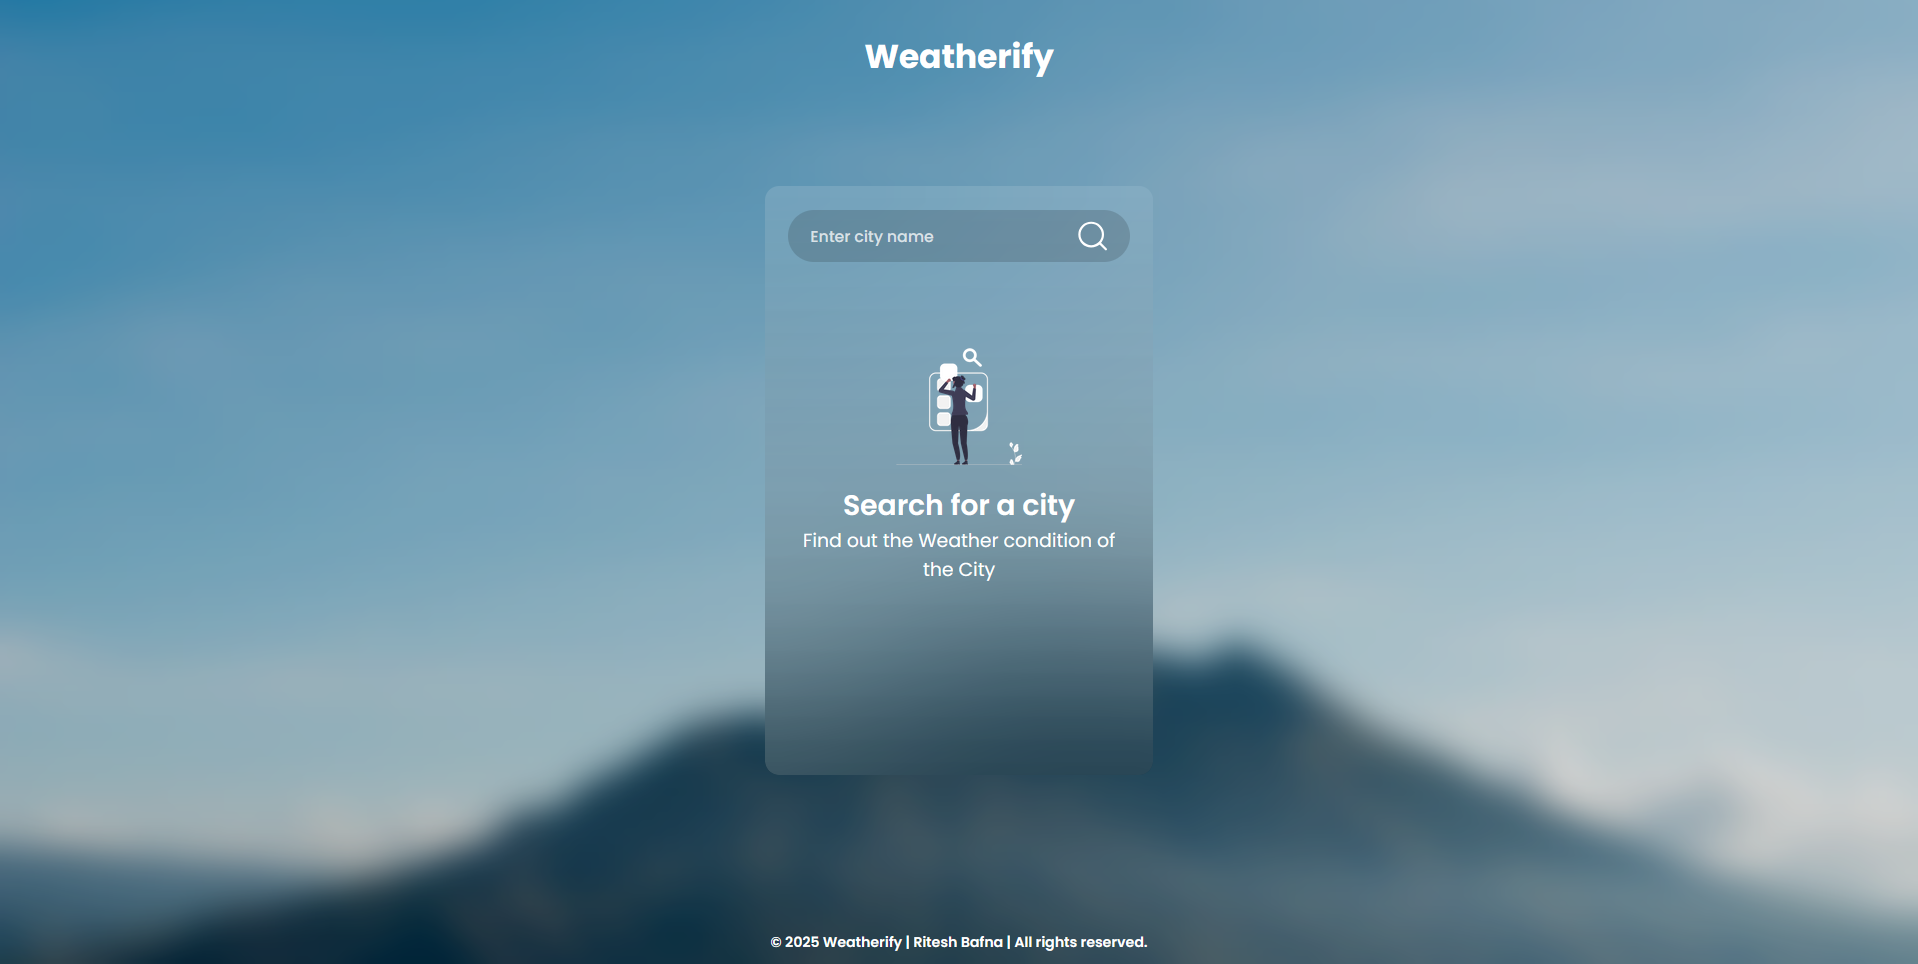 Weatherify
Enter city name
Search for a city
Find out the Weather condition of
the City
© 2025 Weatherify | Ritesh Bafna | All rights reserved.